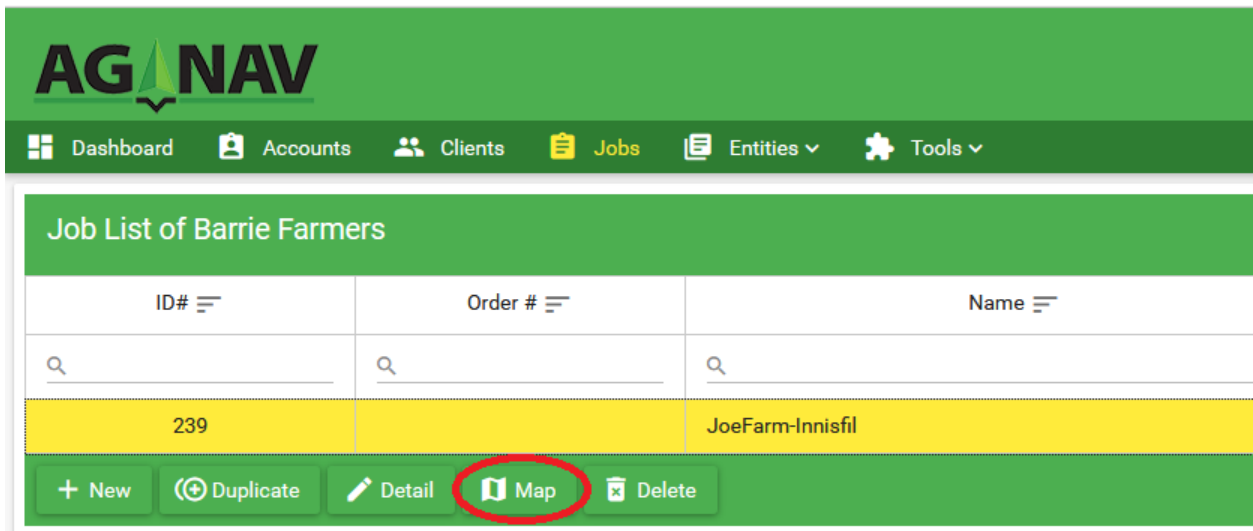 AG NAV
Dashboard Accounts Clients Jobs Entities Tools
Job List of Barrie Farmers
ID# Order # Name
239 JoeFarm-Innisfil
+ New Duplicate Detail Map Delete